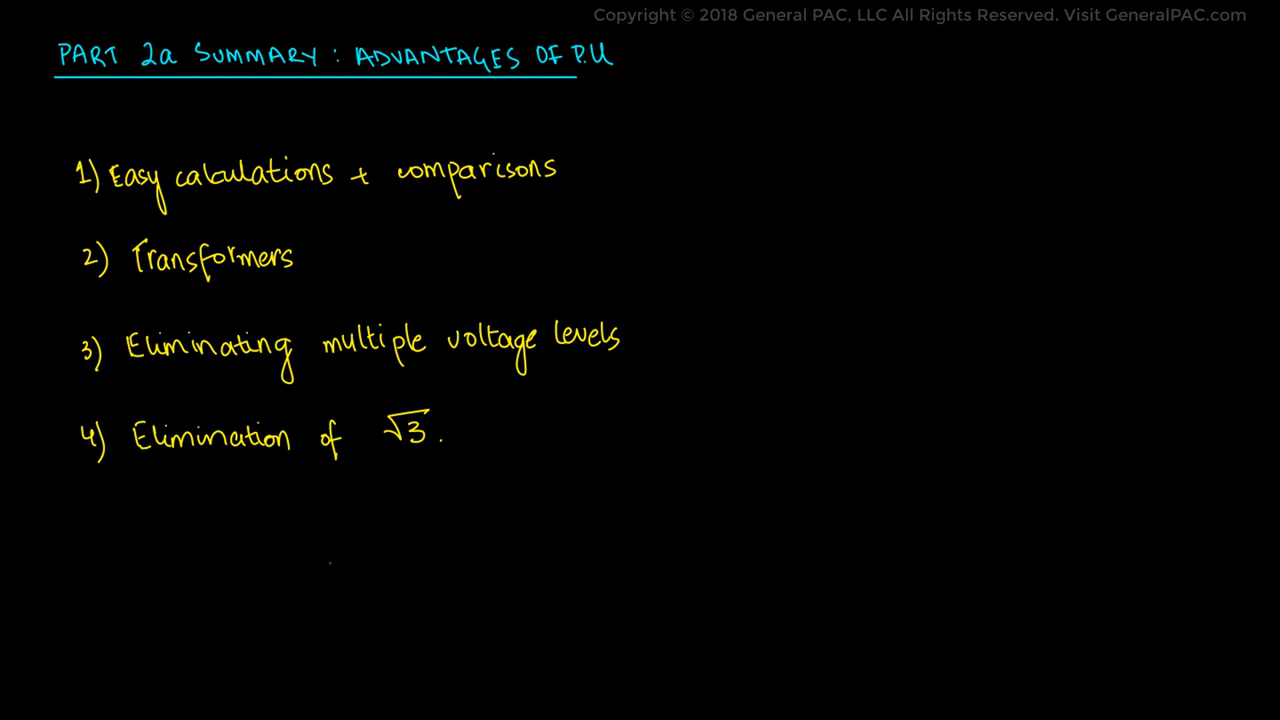 Copyright © 2018 General PAC, LLC All Rights Reserved. Visit GeneralPAC.com
PART 2a SUMMARY : ADVANTAGES OF P.U
1) Easy calculations + comparisons
2) Transformers
3) Eliminating multiple voltage levels
4) Elimination of √3.